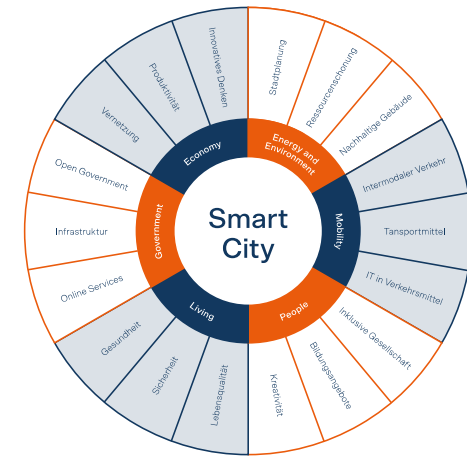 Smart
City
Energy and
Environment
Stadtplanung
Ressourcenschonung
Nachhaltige Gebäude
Mobility
Intermodaler Verkehr
Tansportmittel
IT in Verkehrsmittel
People
Inklusive Gesellschaft
Bildungsangebote
Kreativität
Living
Lebensqualität
Sicherheit
Gesundheit
Government
Online Services
Infrastruktur
Open Government
Economy
Vernetzung
Produktivität
Innovatives Denken